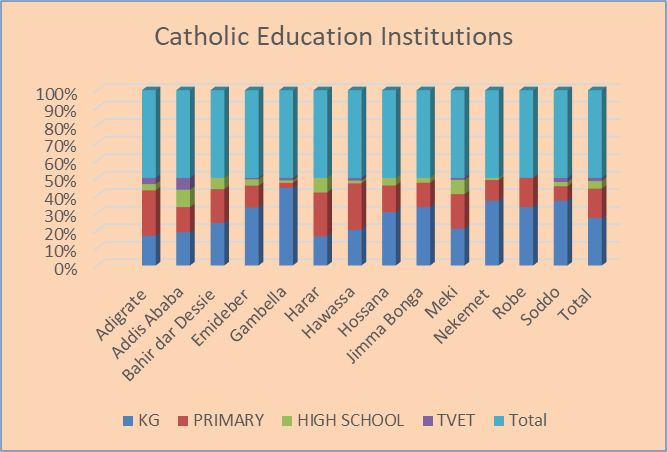 Catholic Education Institutions
100%
90%
80%
70%
60%
50%
40%
30%
20%
10%
0%
Adigrate
Addis Ababa
Bahir dar Dessie
Emideber
Gambella
Harar
Hawassa
Hossana
Jimma Bonga
Meki
Nekemet
Robe
Soddo
Total
KG PRIMARY HIGH SCHOOL TVET Total